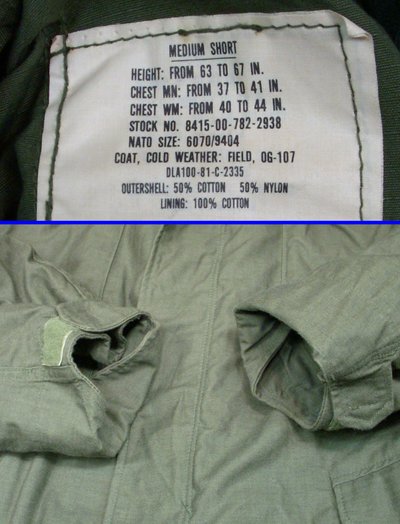 MEDIUM SHORT
HEIGHT: FROM 63 TO 67 IN.
CHEST MN: FROM 37 TO 41 IN.
CHEST WM: FROM 40 TO 44 IN.
STOCK NO. 8415-00-782-2938
NATO SIZE: 6070/9404
COAT, COLD WEATHER: FIELD, OG-107
DLA100-81-C-2335
OUTERSHELL: 50% COTTON 50% NYLON
LINING: 100% COTTON